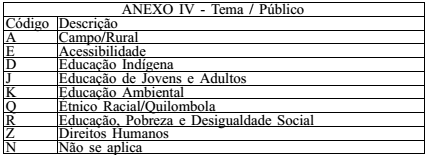 ANEXO IV - Tema / Público
Código Descrição
A Campo/Rural
E Acessibilidade
D Educação Indígena
J Educação de Jovens e Adultos
K Educação Ambiental
Q Étnico Racial/Quilombola
R Educação, Pobreza e Desigualdade Social
Z Direitos Humanos
N Não se aplica